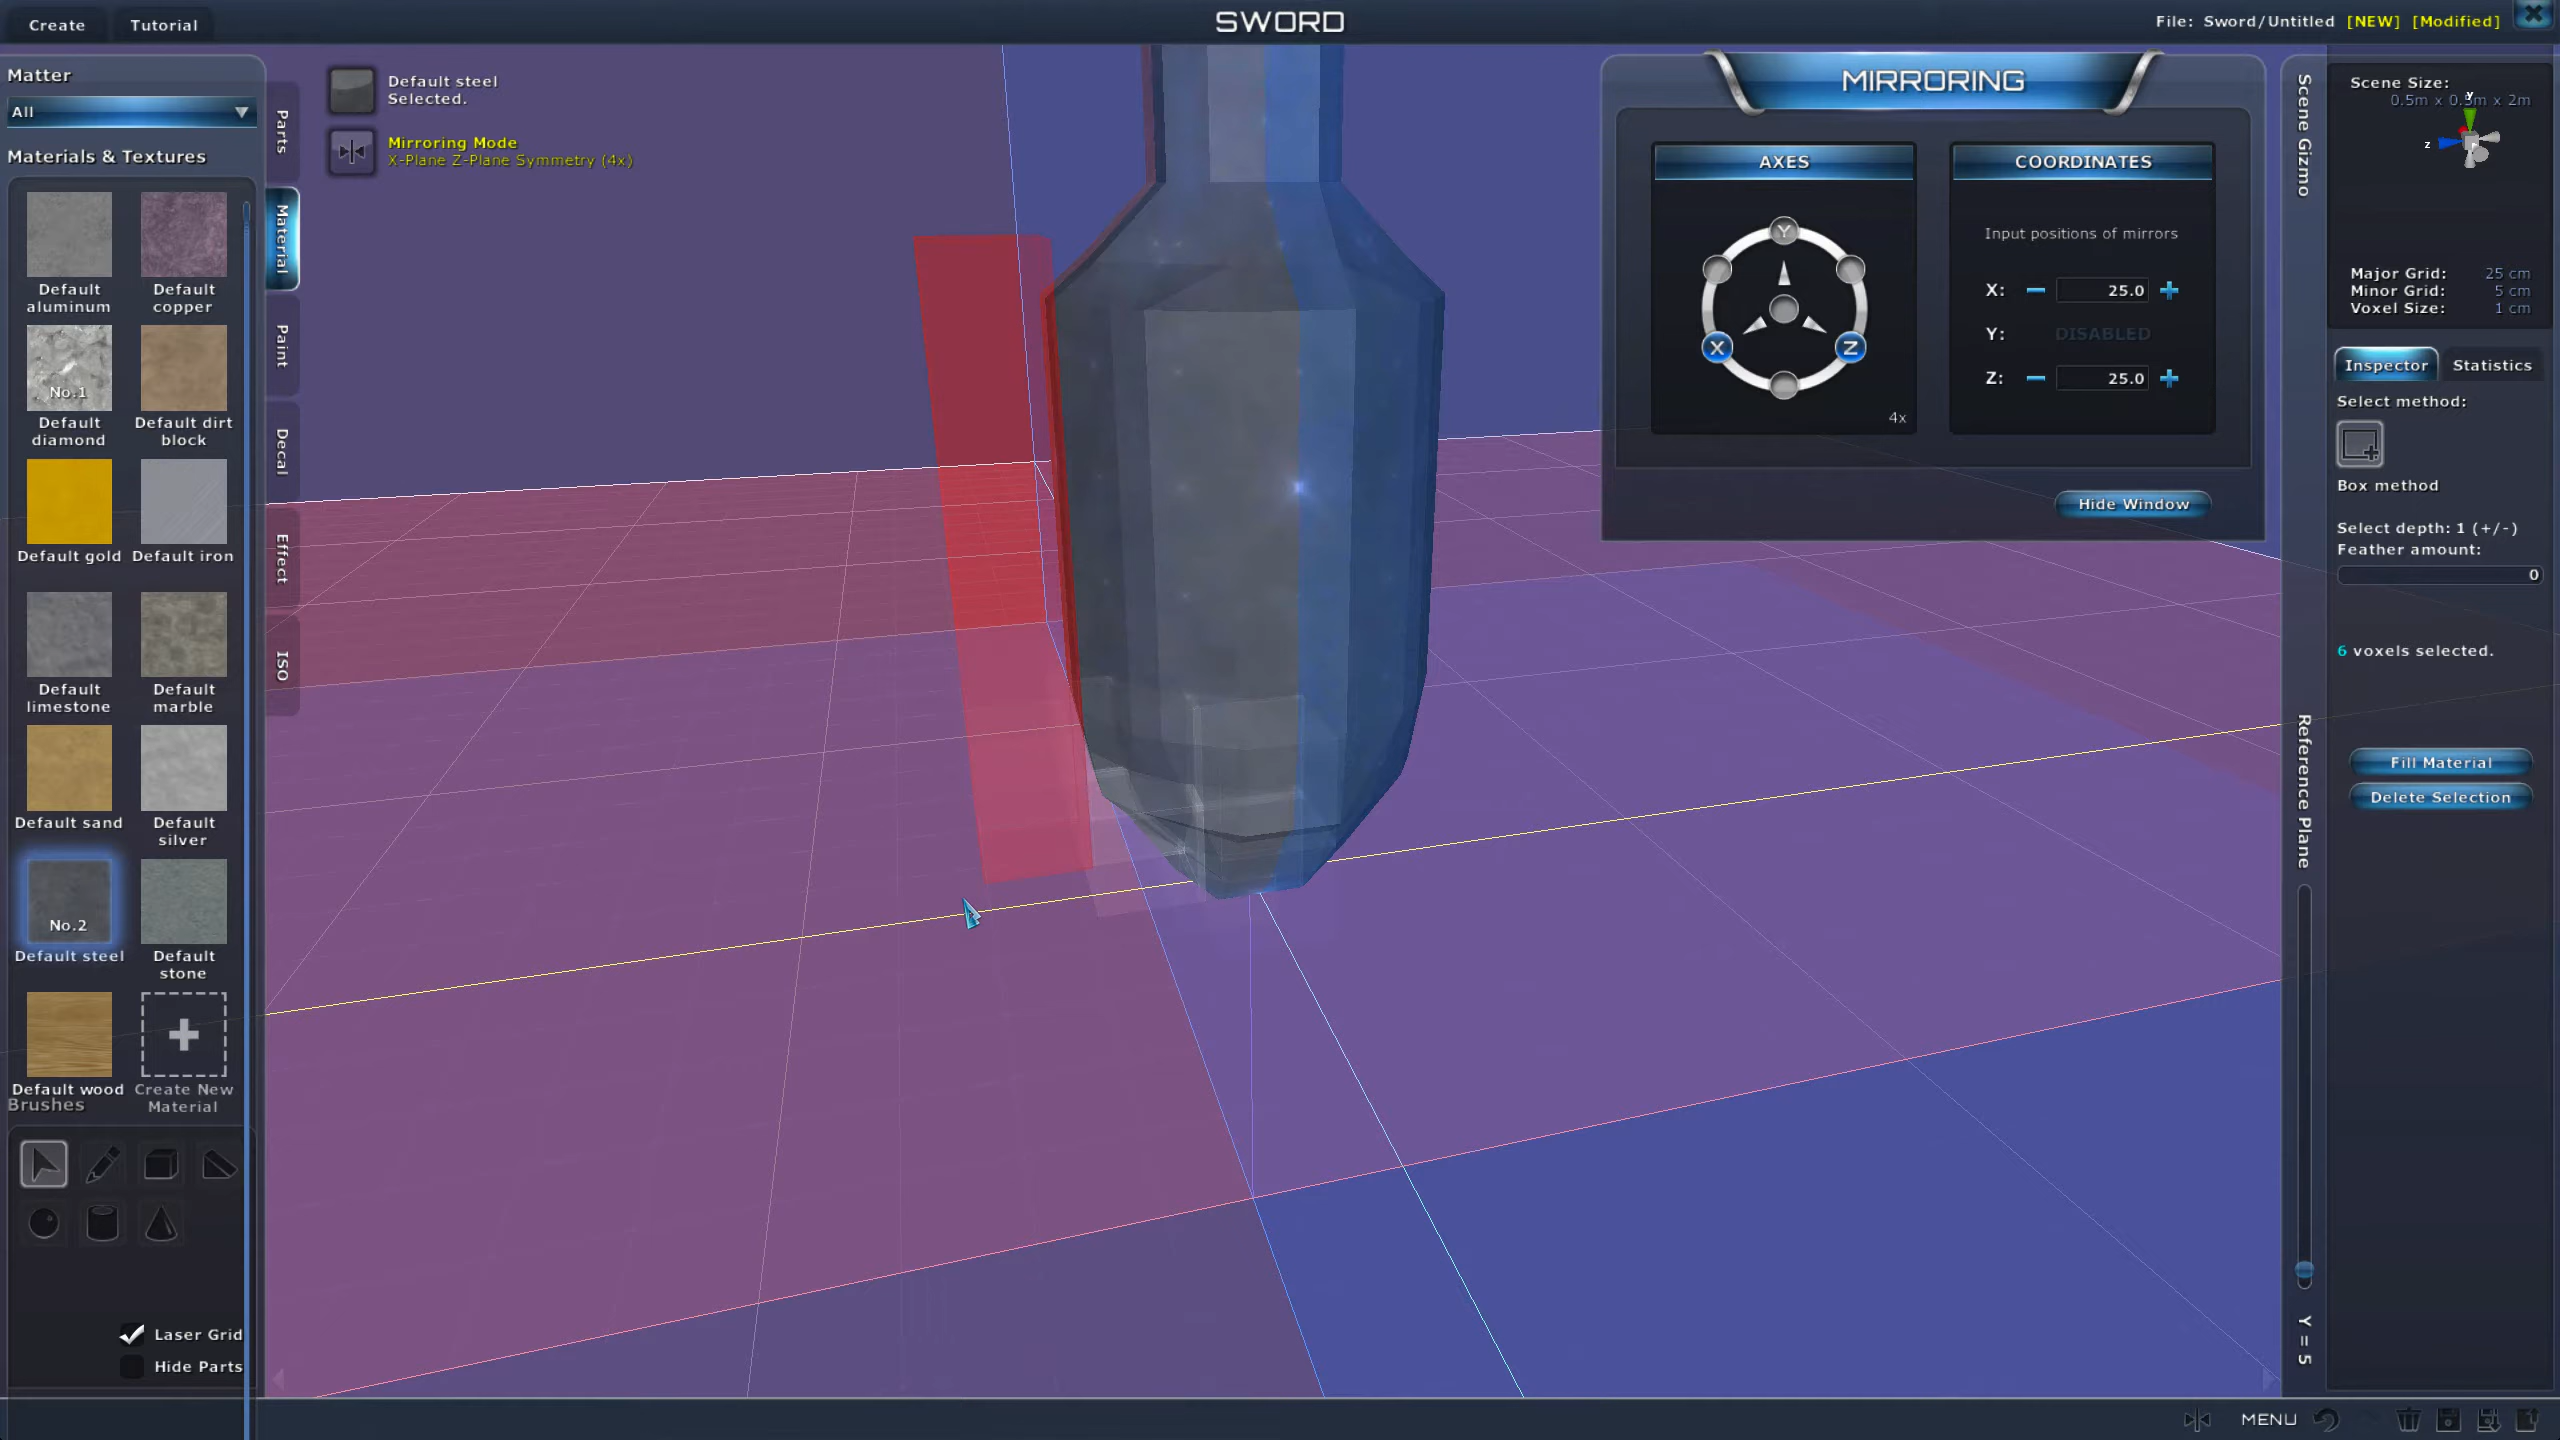 Create
Tutorial
SWORD
File: Sword/Untitled [NEW] [Modified]
Matter
All
Materials & Textures
Default aluminum
Default copper
No.1
Default diamond
Default dirt block
Default gold
Default iron
Default limestone
Default marble
Default sand
Default silver
No.2
Default steel
Default stone
Default wood
Create New Material
Brushes
Laser Grid
Hide Parts
Parts
Material
Paint
Decal
Effect
ISO
Default steel
Selected.
Mirroring Mode
X-Plane Z-Plane Symmetry (4x)
MIRRORING
AXES
Y
X
Z
4x
COORDINATES
Input positions of mirrors
X: 25.0
Y: DISABLED
Z: 25.0
Hide Window
Scene Gizmo
Reference Plane
Y = 5
Scene Size:
0.5m x 0.5m x 2m
y
z
Major Grid: 25 cm
Minor Grid: 5 cm
Voxel Size: 1 cm
Inspector
Statistics
Select method:
Box method
Select depth: 1 (+/-)
Feather amount:
0
6 voxels selected.
Fill Material
Delete Selection
MENU